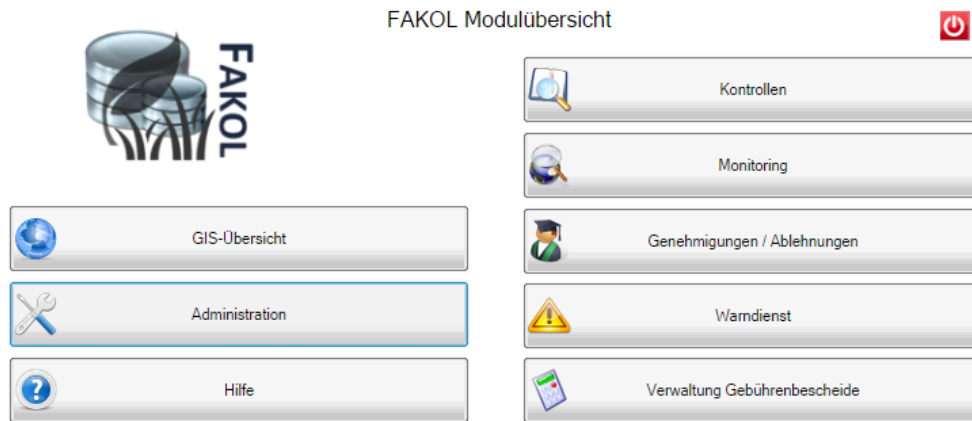 FAKOL Modulübersicht
FAKOL
Kontrollen
Monitoring
GIS-Übersicht
Genehmigungen / Ablehnungen
Administration
Warndienst
Hilfe
Verwaltung Gebührenbescheide